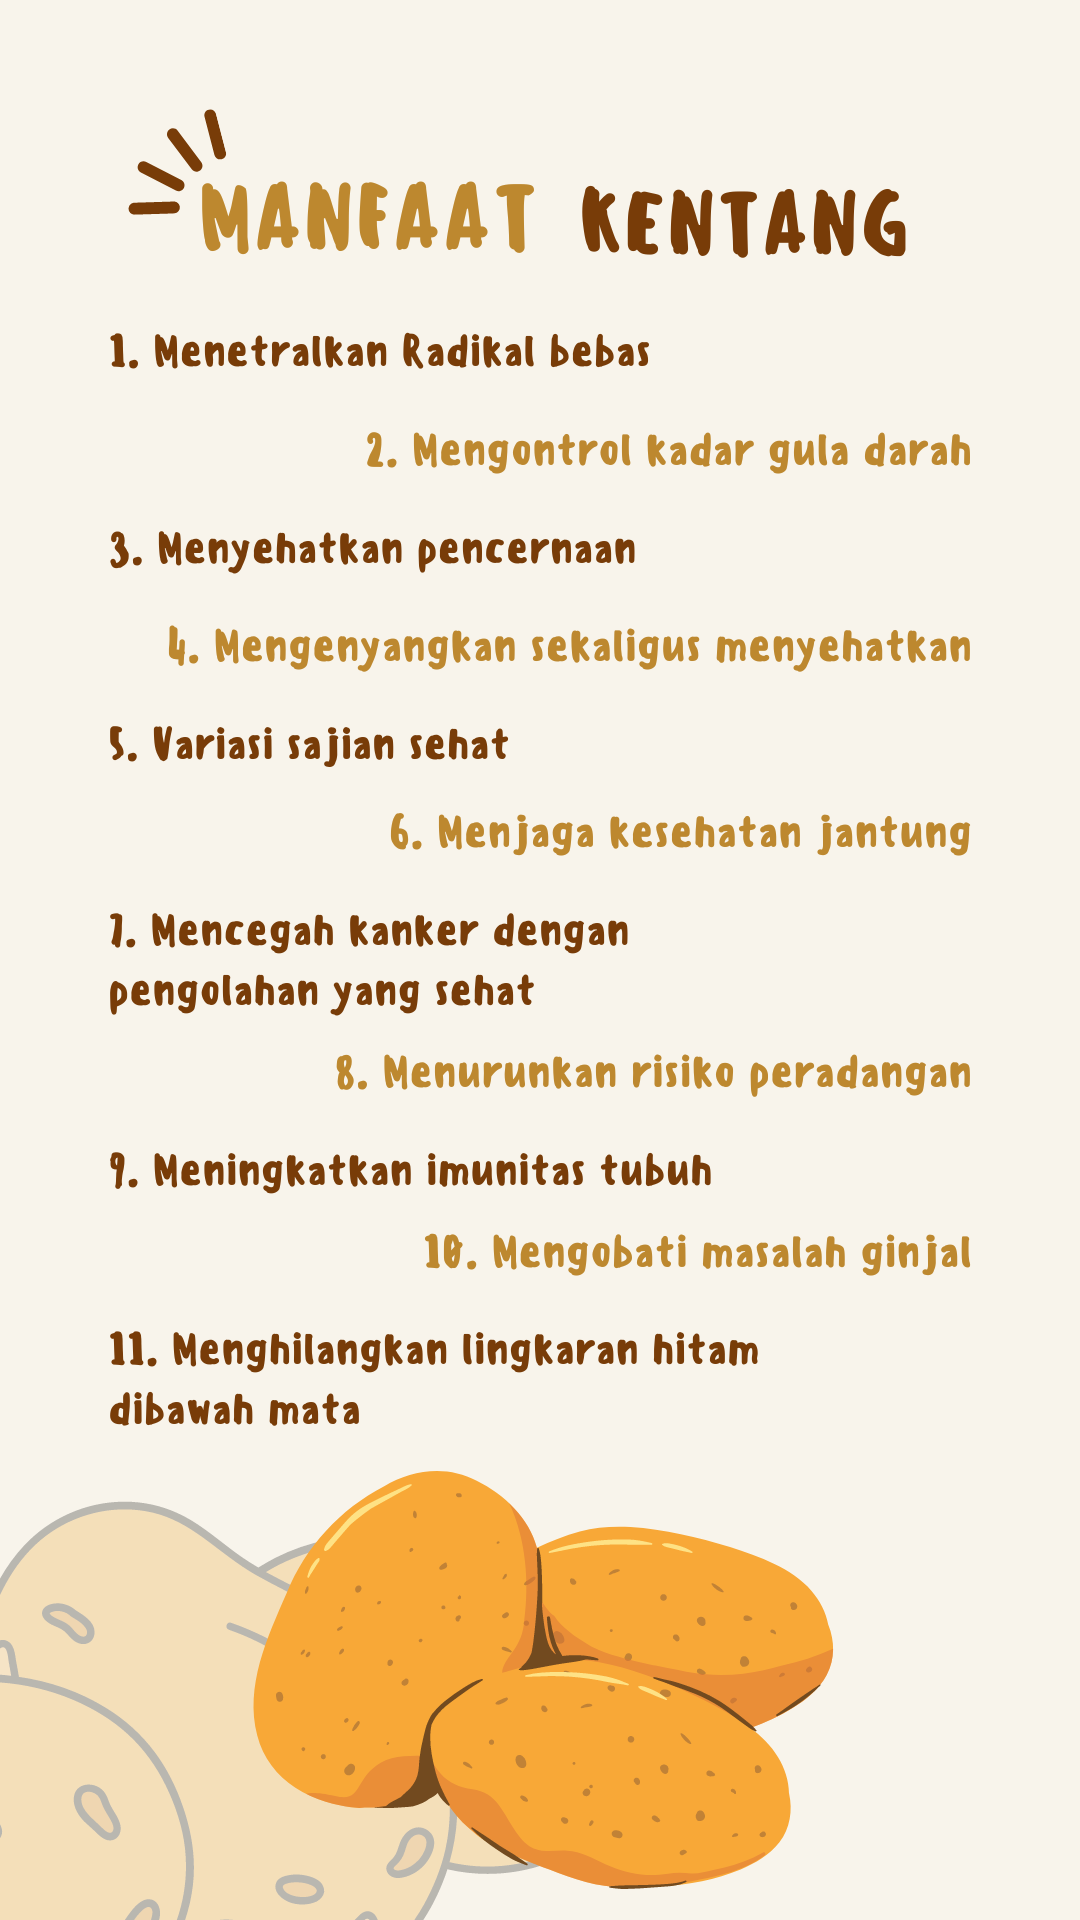 MANFAAT KENTANG
1. Menetralkan Radikal bebas
2. Mengontrol kadar gula darah
3. Menyehatkan pencernaan
4. Mengenyangkan sekaligus menyehatkan
5. Variasi sajian sehat
6. Menjaga kesehatan jantung
7. Mencegah kanker dengan
pengolahan yang sehat
8. Menurunkan risiko peradangan
9. Meningkatkan imunitas tubuh
10. Mengobati masalah ginjal
11. Menghilangkan lingkaran hitam
dibawah mata